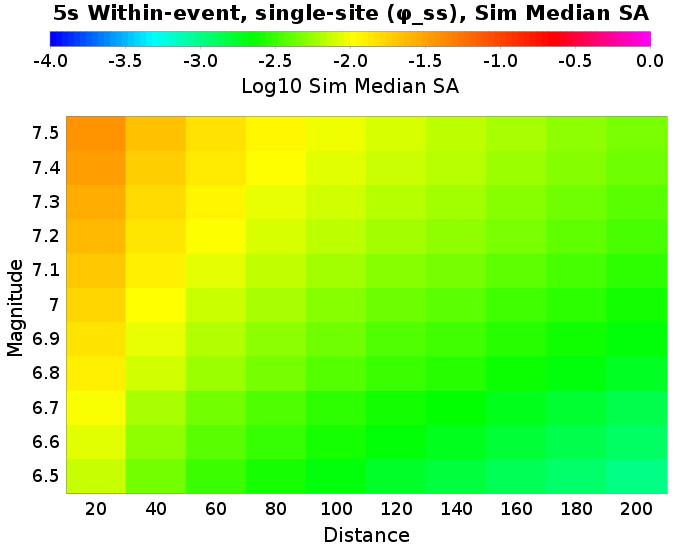 5s Within-event, single-site (φ_ss), Sim Median SA
-4.0 -3.5 -3.0 -2.5 -2.0 -1.5 -1.0 -0.5 0.0
Log10 Sim Median SA
7.5
7.4
7.3
7.2
7.1
7
6.9
6.8
6.7
6.6
6.5
Magnitude
20 40 60 80 100 120 140 160 180 200
Distance